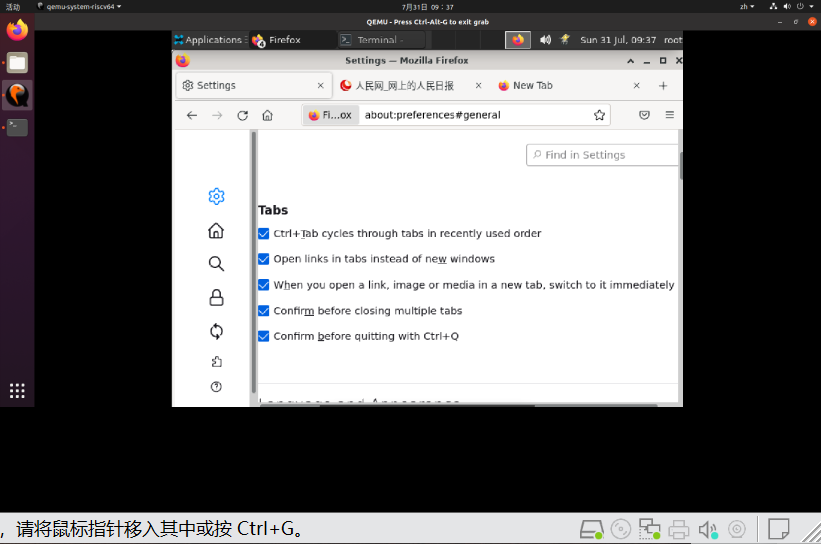 活动 qemu-system-riscv64 7月31日 09：37 zh
QEMU - Press Ctrl-Alt-G to exit grab
Applications Firefox Terminal - Sun 31 Jul, 09:37 root
Settings — Mozilla Firefox
Settings 人民网_网上的人民日报 New Tab
Fi...ox about:preferences#general
Find in Settings
Tabs
Ctrl+Tab cycles through tabs in recently used order
Open links in tabs instead of new windows
When you open a link, image or media in a new tab, switch to it immediately
Confirm before closing multiple tabs
Confirm before quitting with Ctrl+Q
Language and Appearance
，请将鼠标指针移入其中或按 Ctrl+G。